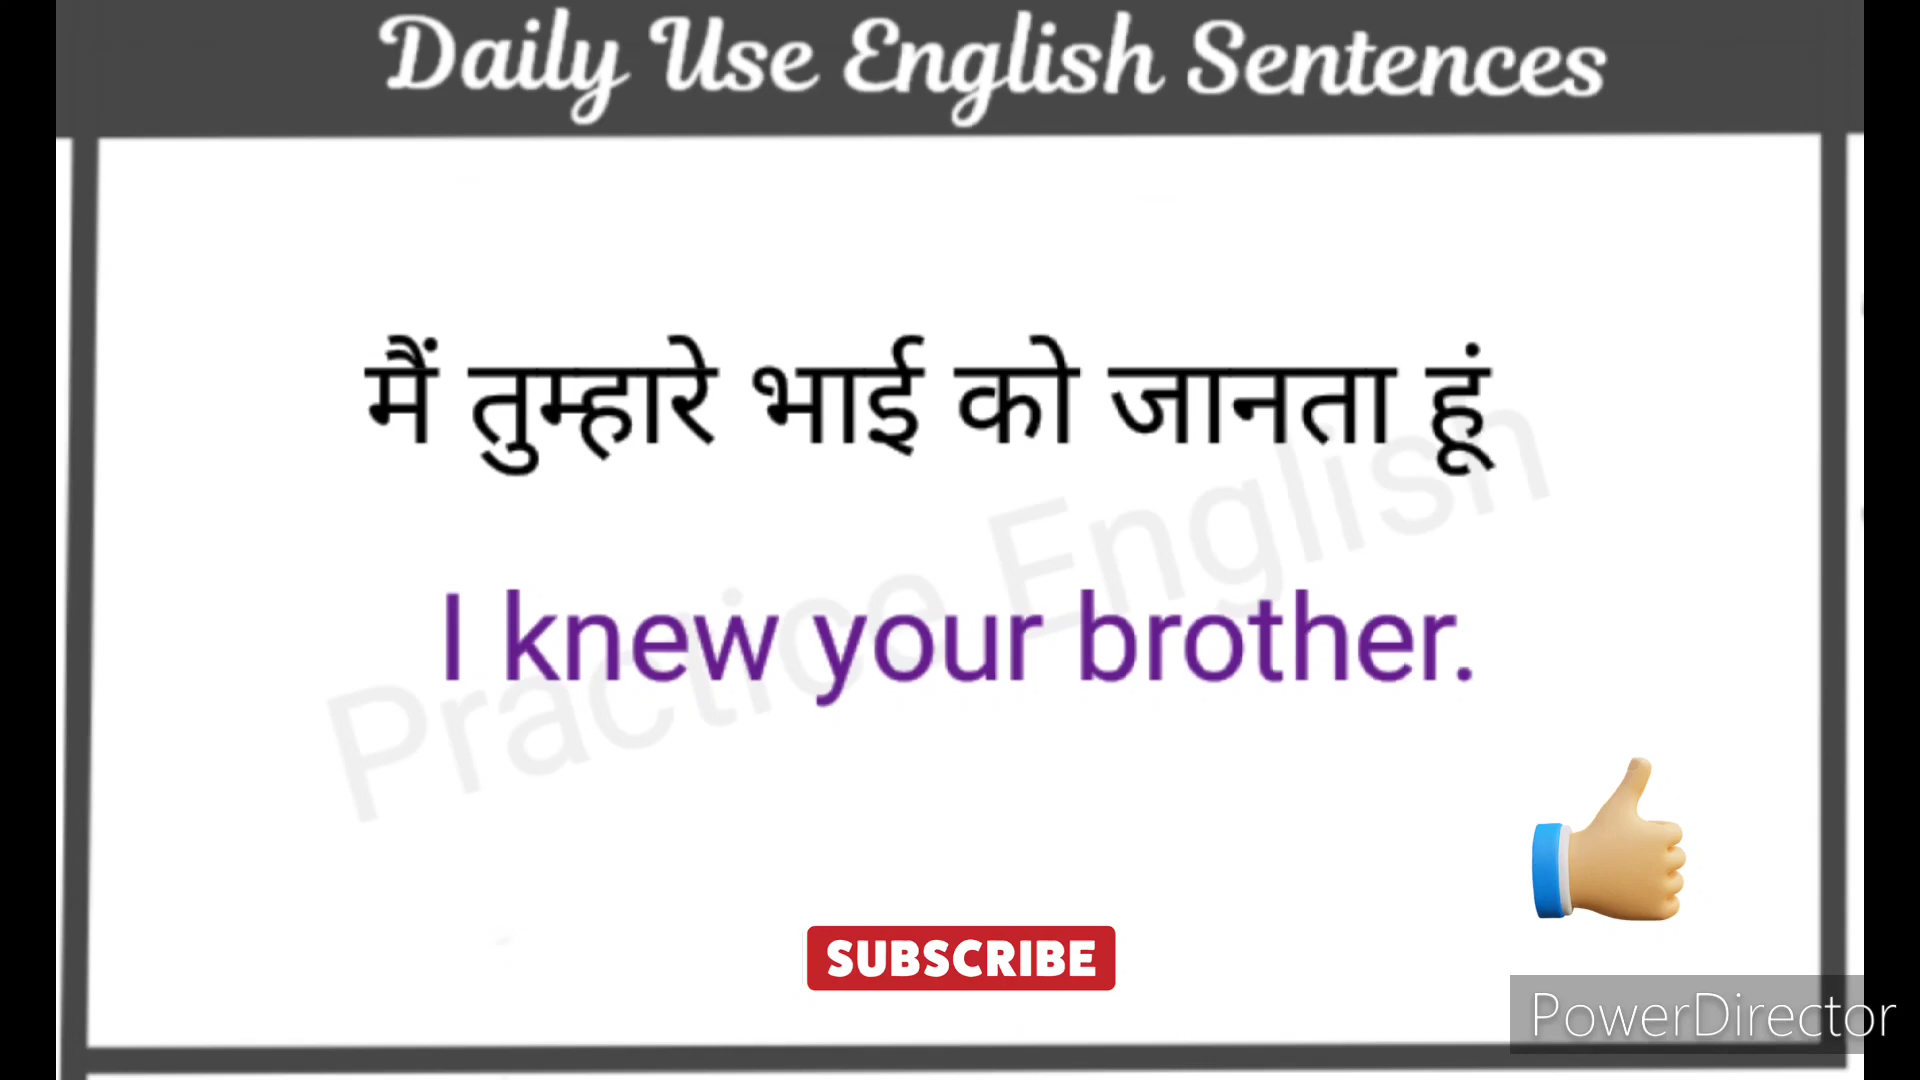 Daily Use English Sentences
मैं तुम्हारे भाई को जानता हूं
I knew your brother.
Practice English
SUBSCRIBE
PowerDirector